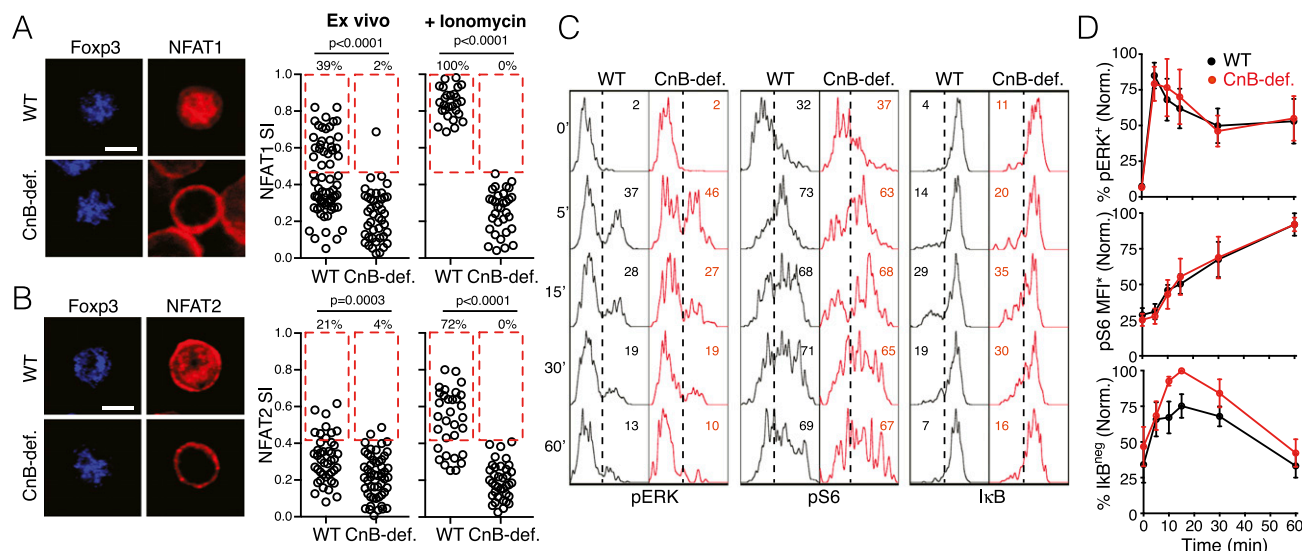 A
Foxp3 NFAT1
WT
CnB-def.
Ex vivo + Ionomycin
p<0.0001 p<0.0001
39% 2% 100% 0%
NFAT1 SI
1.0
0.8
0.6
0.4
0.2
0.0
WT CnB-def. WT CnB-def.
B
Foxp3 NFAT2
WT
CnB-def.
p=0.0003 p<0.0001
21% 4% 72% 0%
NFAT2 SI
1.0
0.8
0.6
0.4
0.2
0.0
WT CnB-def. WT CnB-def.
C
WT CnB-def. WT CnB-def. WT CnB-def.
0' 2 2 32 37 4 11
5' 37 46 73 63 14 20
15' 28 27 68 68 29 35
30' 19 19 71 65 19 30
60' 13 10 69 67 7 16
pERK pS6 IκB
D
WT
CnB-def.
% pERK⁺ (Norm.)
100
75
50
25
0
pS6 MFI* (Norm.)
100
75
50
25
0
% IkBneg (Norm.)
100
75
50
25
0
0 10 20 30 40 50 60
Time (min)